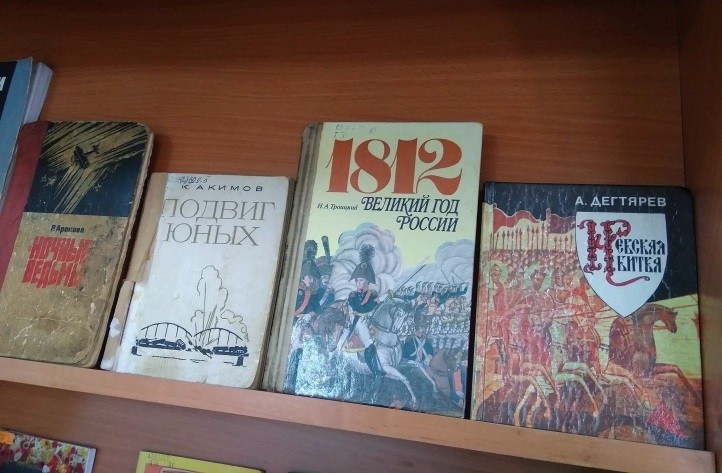 Р. Аронова
НОЧНЫЕ
ВЕДЬМЫ
К АКИМОВ
ПОДВИГ
ЮНЫХ
1812
Н.А.Троицкий
ВЕЛИКИЙ ГОД
РОССИИ
А. ДЕГТЯРЕВ
НЕВСКАЯ
БИТВА